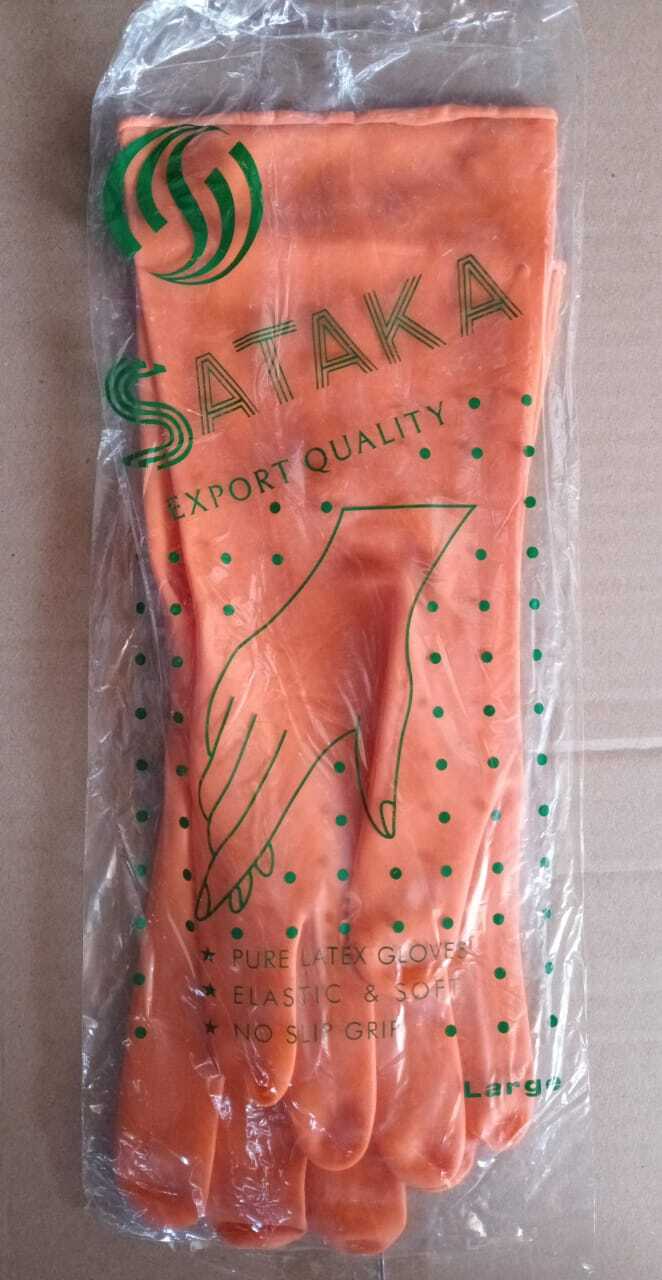 SATAKA
EXPORT QUALITY
★ PURE LATEX GLOVES
★ ELASTIC & SOFT
★ NO SLIP GRIP
Large